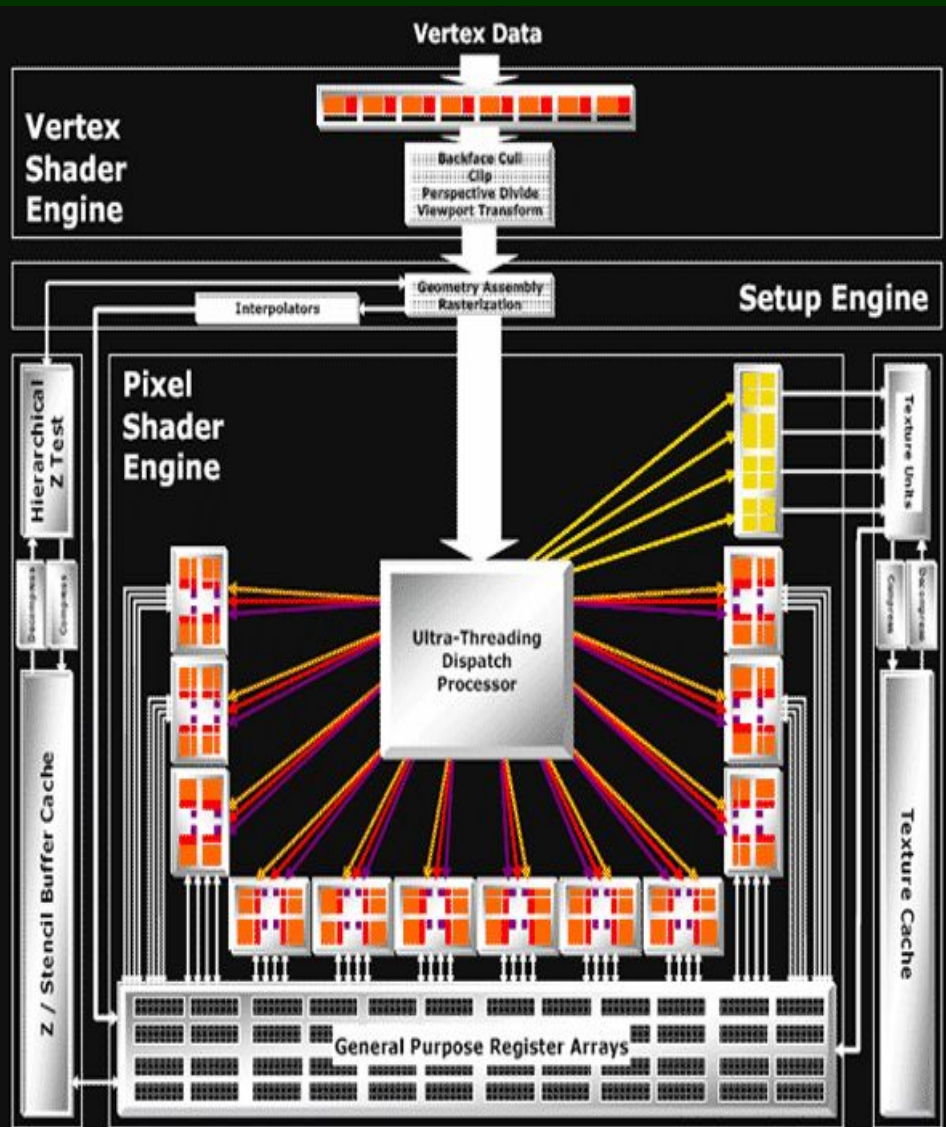 Vertex Data
Vertex
Shader
Engine
Backface Cull
Clip
Perspective Divide
Viewport Transform
Geometry Assembly
Rasterization
Interpolators
Setup Engine
Hierarchical
Z Test
Pixel
Shader
Engine
Texture Units
Decompress
Compress
Compress
Decompress
Ultra-Threading
Dispatch
Processor
Z / Stencil Buffer Cache
Texture Cache
General Purpose Register Arrays